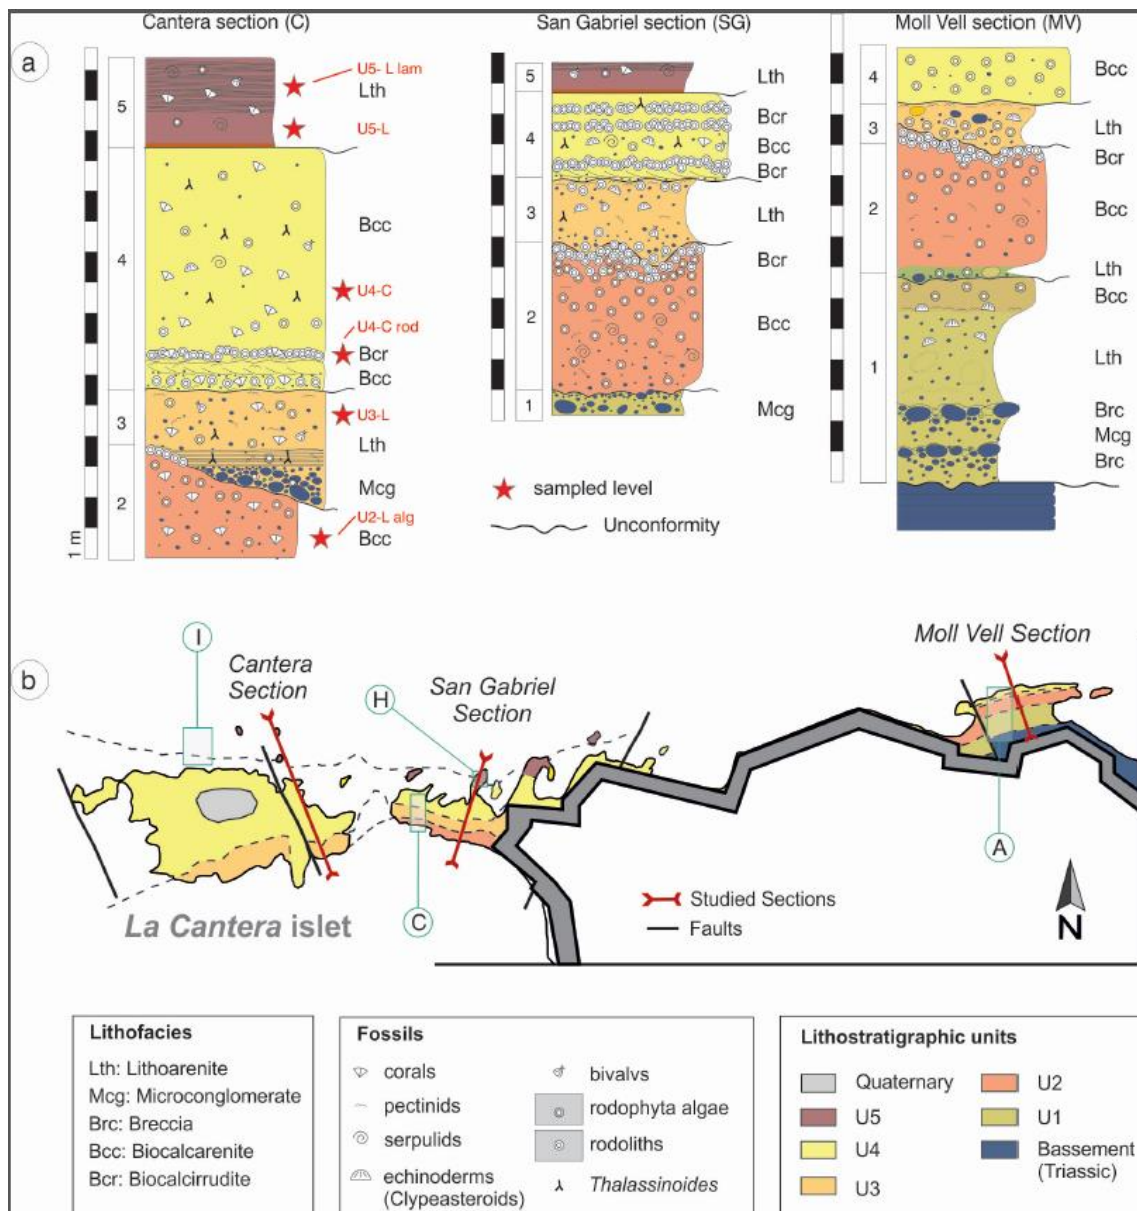 Cantera section (C)
San Gabriel section (SG)
Moll Vell section (MV)
a
5
4
3
2
1 m
U5- L lam
Lth
U5-L
Bcc
U4-C
U4-C rod
Bcr
Bcc
U3-L
Lth
Mcg
U2-L alg
Bcc
5
4
3
2
1
Lth
Bcr
Bcc
Bcr
Lth
Bcr
Bcc
Mcg
sampled level
Unconformity
4
3
2
1
Bcc
Lth
Bcr
Bcc
Lth
Bcc
Lth
Brc
Mcg
Brc
b
I
Cantera
Section
H
San Gabriel
Section
Moll Vell
Section
A
C
La Cantera islet
Studied Sections
Faults
N
Lithofacies
Lth: Lithoarenite
Mcg: Microconglomerate
Brc: Breccia
Bcc: Biocalcarenite
Bcr: Biocalcirrudite
Fossils
corals
pectinids
serpulids
echinoderms
(Clypeasteroids)
bivalvs
rodophyta algae
rodoliths
Thalassinoides
Lithostratigraphic units
Quaternary
U5
U4
U3
U2
U1
Bassement
(Triassic)